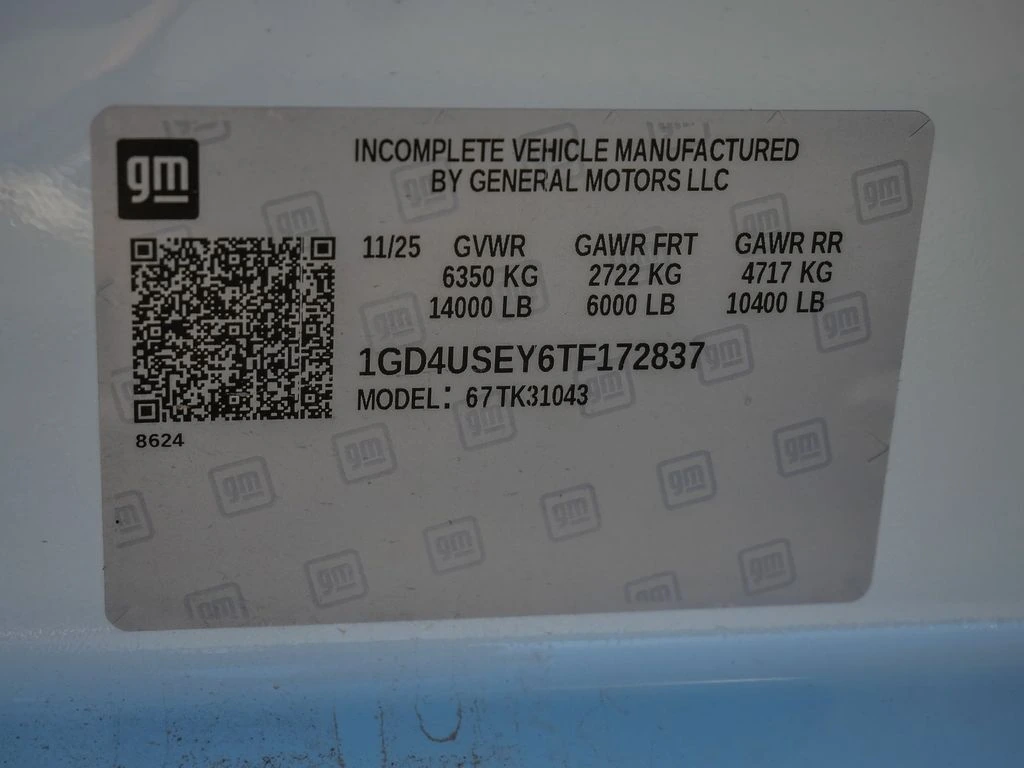 gm
INCOMPLETE VEHICLE MANUFACTURED
BY GENERAL MOTORS LLC
11/25 GVWR GAWR FRT GAWR RR
6350 KG 2722 KG 4717 KG
14000 LB 6000 LB 10400 LB
1GD4USEY6TF172837
MODEL: 67TK31043
8624